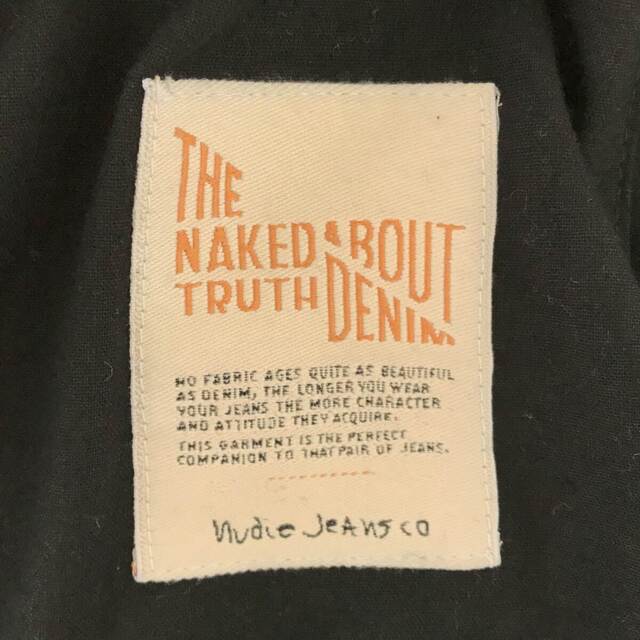 THE
NAKED &BOUT
TRUTH DENIM
NO FABRIC AGES QUITE AS BEAUTIFUL
AS DENIM, THE LONGER YOU WEAR
YOUR JEANS THE MORE CHARACTER
AND ATTITUDE THEY ACQUIRE.
THIS GARMENT IS THE PERFECT
COMPANION TO THAT PAIR OF JEANS.
nudie Jeans co